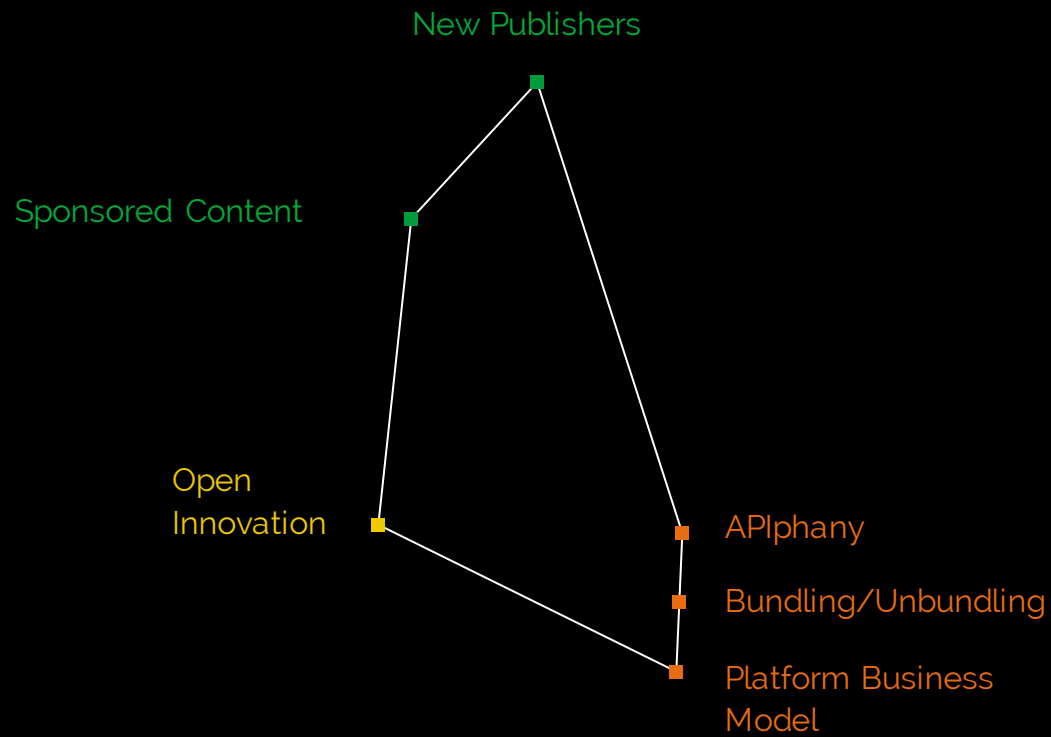 New Publishers
Sponsored Content
Open
Innovation
APIphany
Bundling/Unbundling
Platform Business
Model